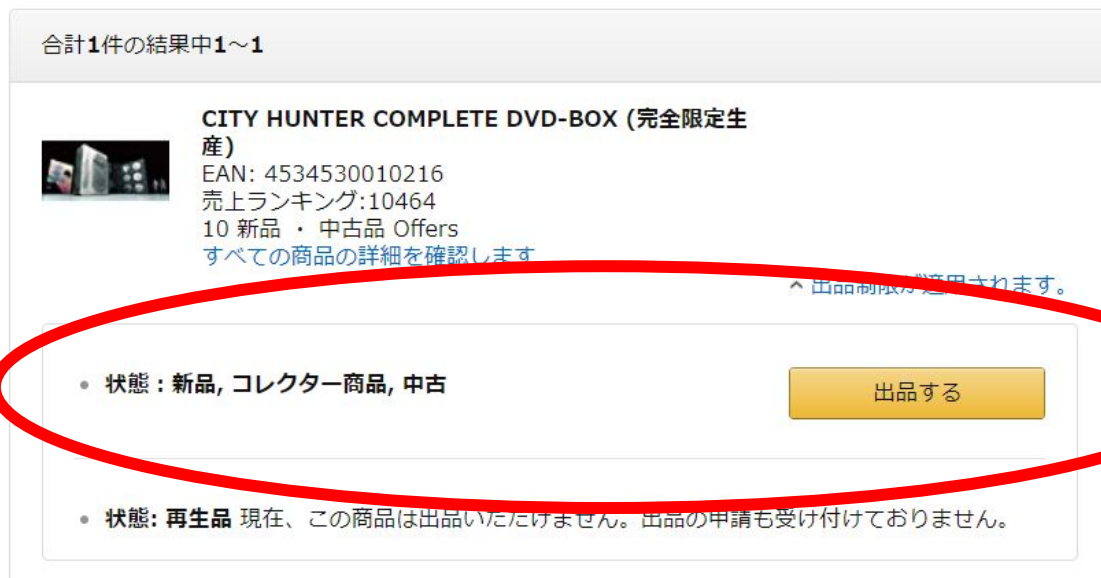 合計1件の結果中1～1
CITY HUNTER COMPLETE DVD-BOX (完全限定生
産)
EAN: 4534530010216
売上ランキング:10464
10 新品 ・ 中古品 Offers
すべての商品の詳細を確認します
出品制限が適用されます。
状態 : 新品, コレクター商品, 中古
出品する
状態: 再生品 現在、この商品は出品いただけません。出品の申請も受け付けておりません。